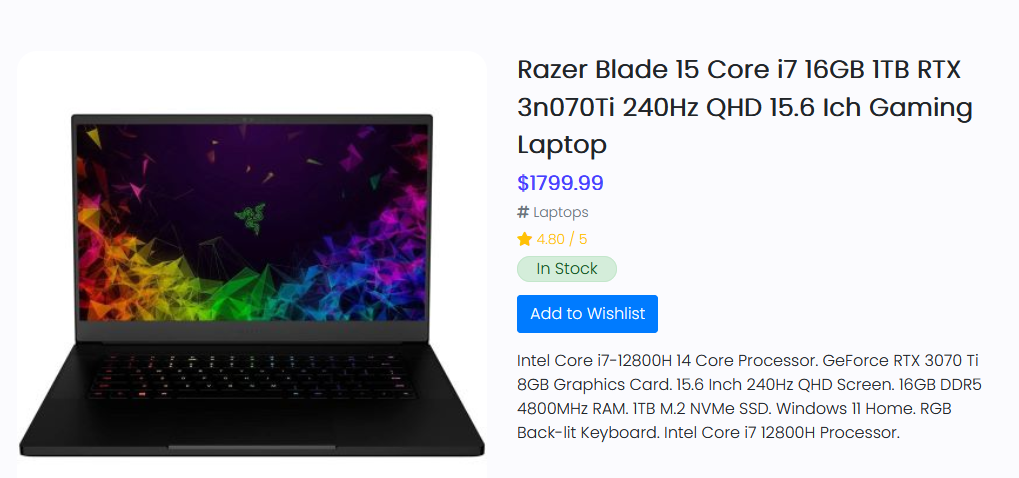 Razer Blade 15 Core i7 16GB 1TB RTX
3n070Ti 240Hz QHD 15.6 Ich Gaming
Laptop
$1799.99
# Laptops
4.80 / 5
In Stock
Add to Wishlist
Intel Core i7-12800H 14 Core Processor. GeForce RTX 3070 Ti
8GB Graphics Card. 15.6 Inch 240Hz QHD Screen. 16GB DDR5
4800MHz RAM. 1TB M.2 NVMe SSD. Windows 11 Home. RGB
Back-lit Keyboard. Intel Core i7 12800H Processor.